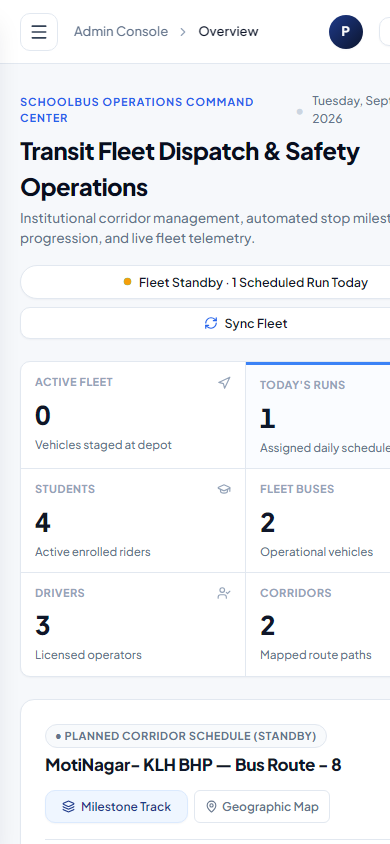 Admin Console > Overview P
SCHOOLBUS OPERATIONS COMMAND
CENTER
Tuesday, Sept
2026
Transit Fleet Dispatch & Safety
Operations
Institutional corridor management, automated stop milest
progression, and live fleet telemetry.
Fleet Standby · 1 Scheduled Run Today
Sync Fleet
ACTIVE FLEET
0
Vehicles staged at depot
TODAY'S RUNS
1
Assigned daily schedule
STUDENTS
4
Active enrolled riders
FLEET BUSES
2
Operational vehicles
DRIVERS
3
Licensed operators
CORRIDORS
2
Mapped route paths
• PLANNED CORRIDOR SCHEDULE (STANDBY)
MotiNagar- KLH BHP — Bus Route - 8
Milestone Track
Geographic Map